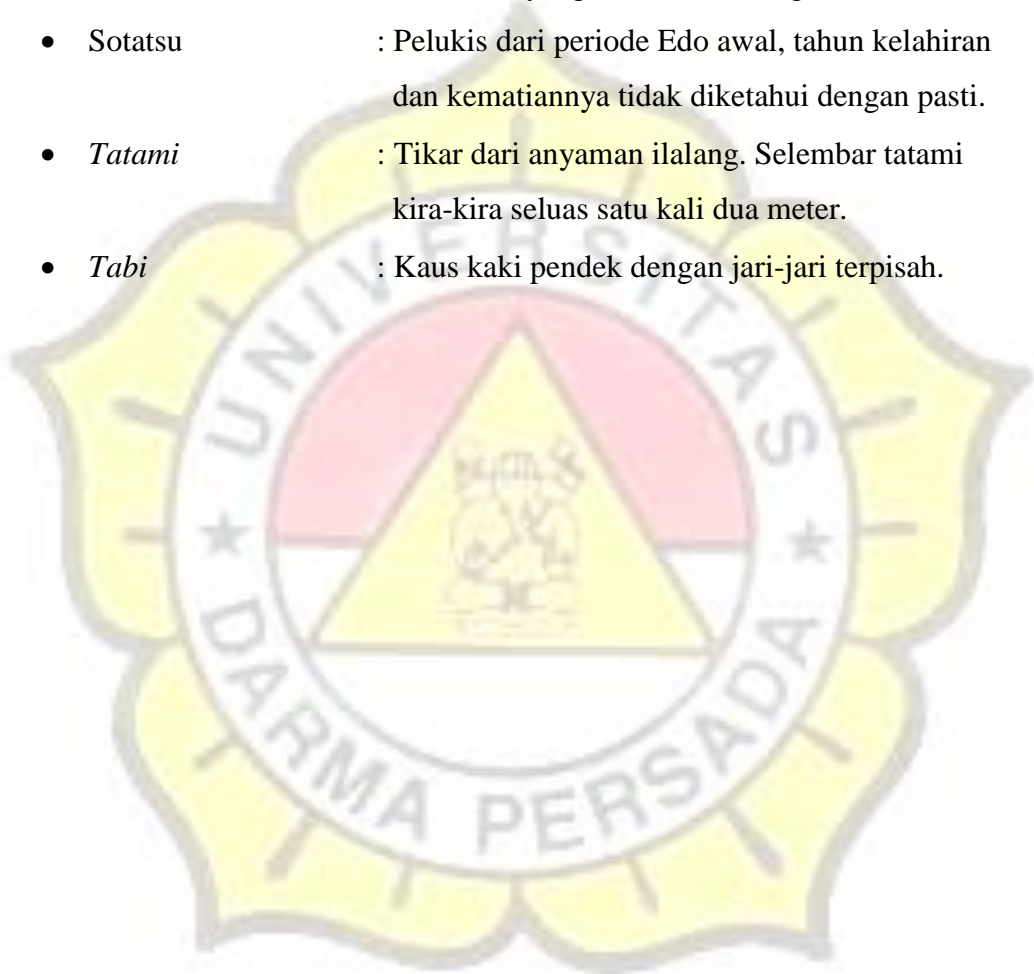 • Sotatsu : Pelukis dari periode Edo awal, tahun kelahiran
dan kematiannya tidak diketahui dengan pasti.
• Tatami : Tikar dari anyaman ilalang. Selembar tatami
kira-kira seluas satu kali dua meter.
• Tabi : Kaus kaki pendek dengan jari-jari terpisah.
UNIVERSITAS
DARMA PERSADA